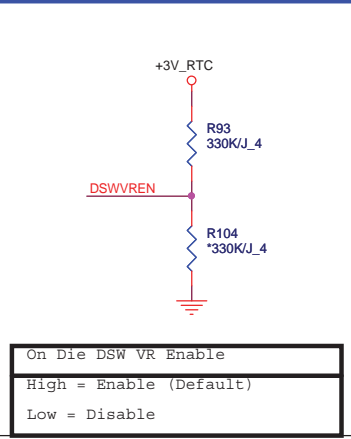 +3V_RTC
R93
330K/J_4
DSWVREN
R104
*330K/J_4
On Die DSW VR Enable
High = Enable (Default)
Low = Disable